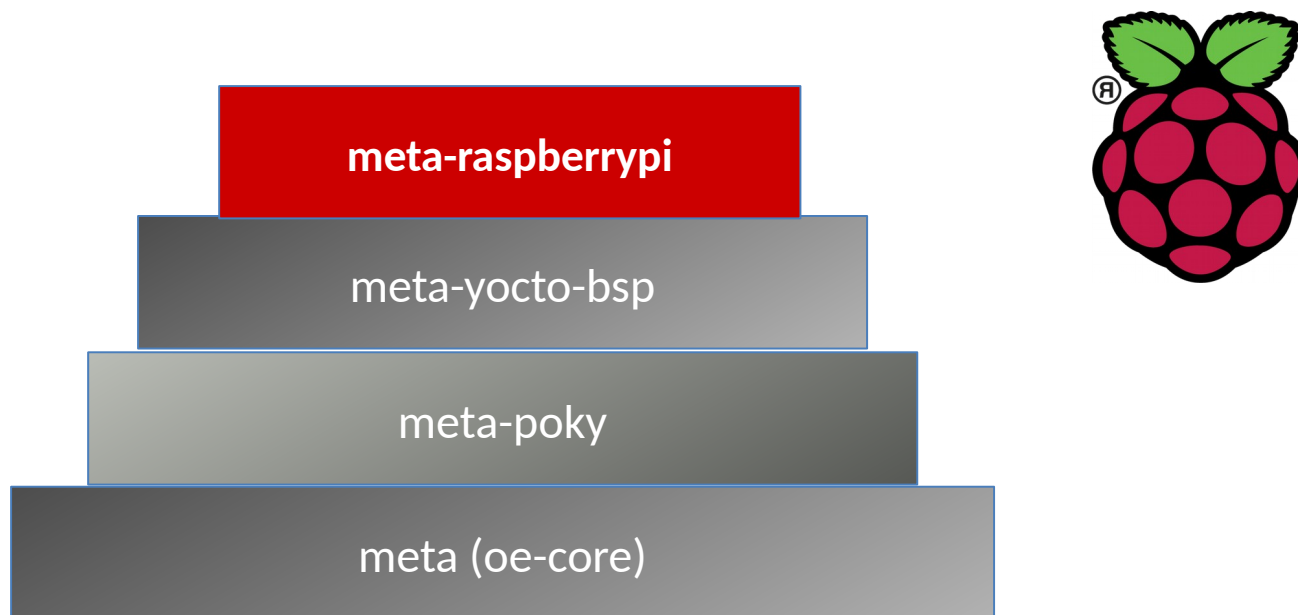 meta-raspberrypi
meta-yocto-bsp
meta-poky
meta (oe-core)
®